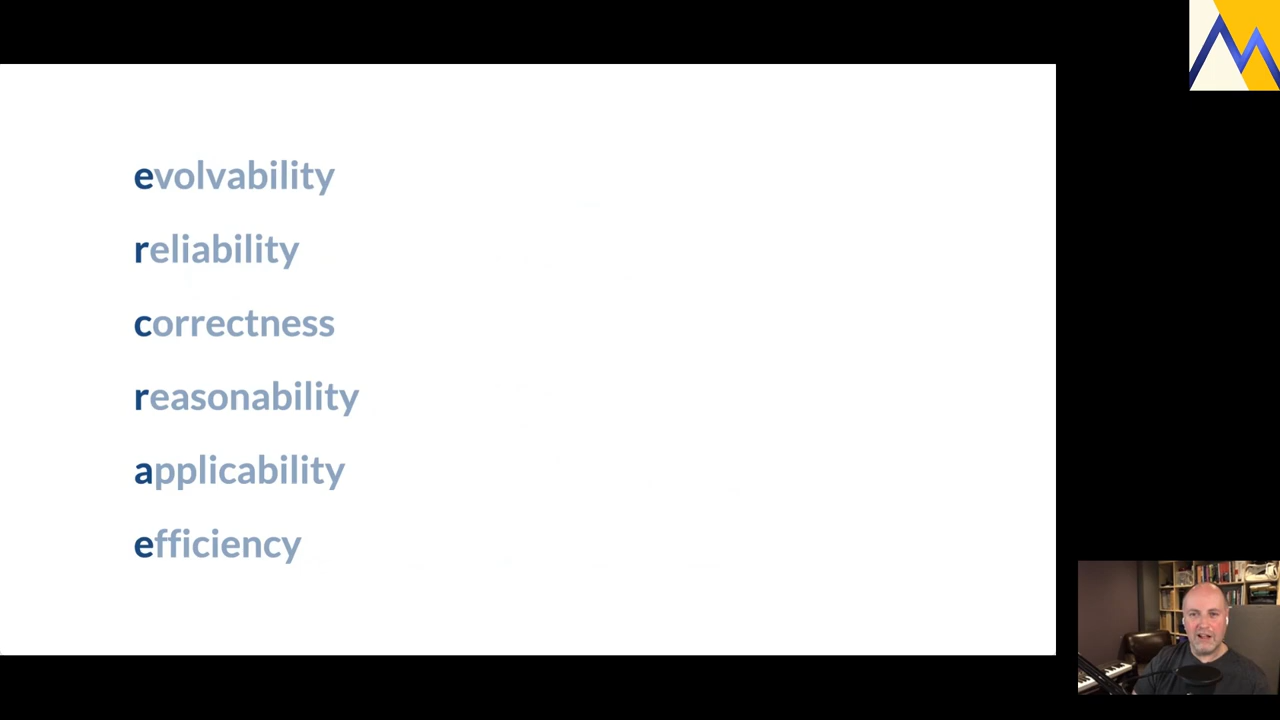 evolvability
reliability
correctness
reasonability
applicability
efficiency